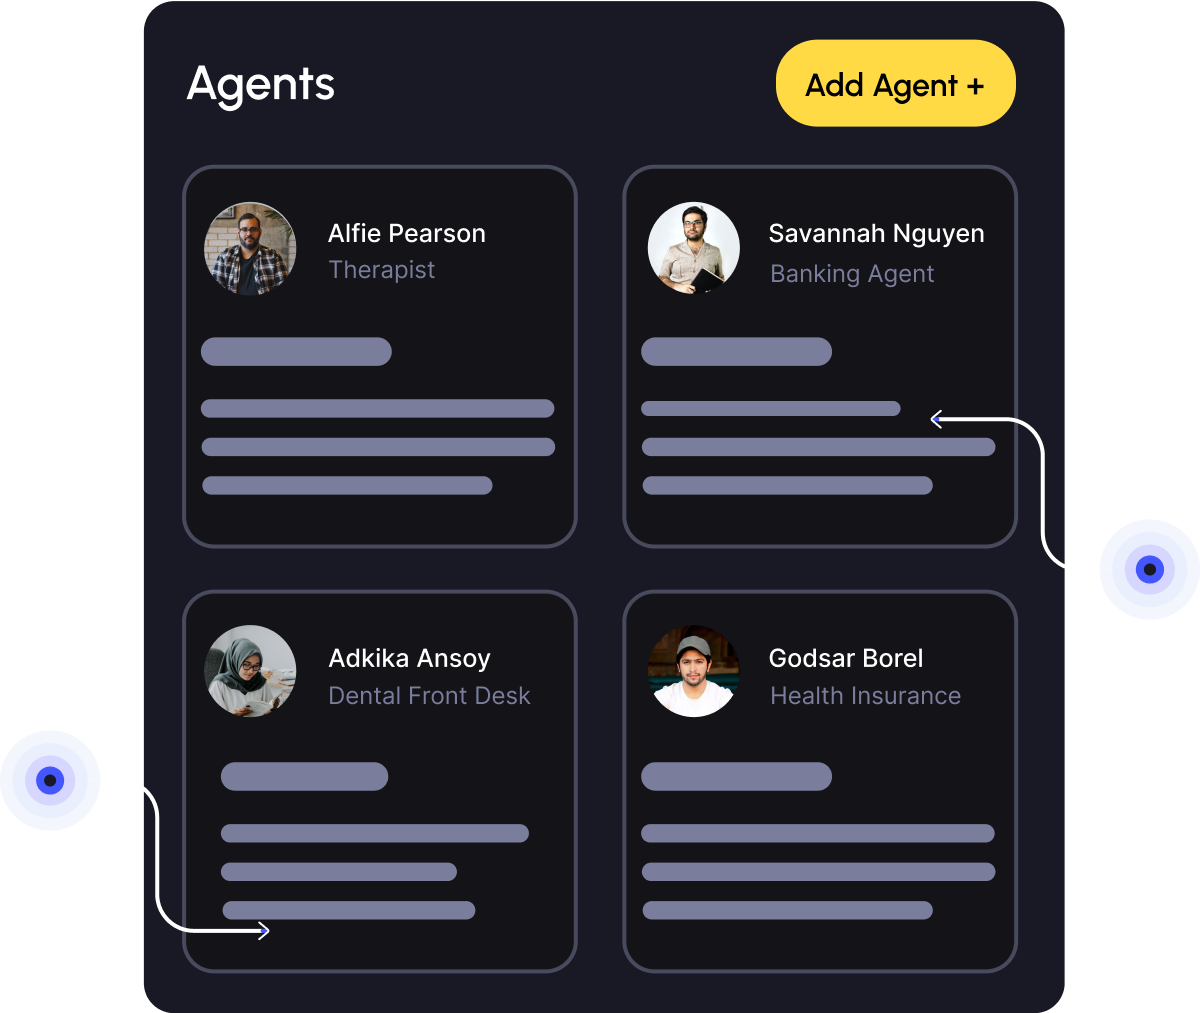 Agents
Add Agent +
Alfie Pearson
Therapist
Savannah Nguyen
Banking Agent
Adkika Ansoy
Dental Front Desk
Godsar Borel
Health Insurance